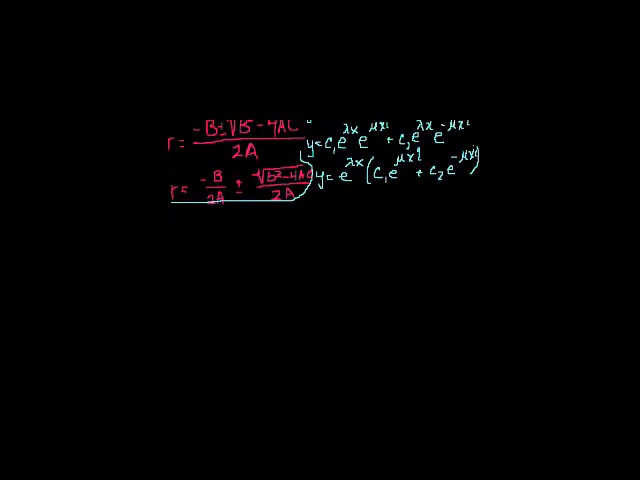 r = (-B ± √B² - 4AC) / 2A
r = -B/2A ± √(B² - 4AC) / 2A
y = c₁e^λx e^μxi + c₂e^λx e^-μxi
y = e^λx (c₁e^μxi + c₂e^-μxi)